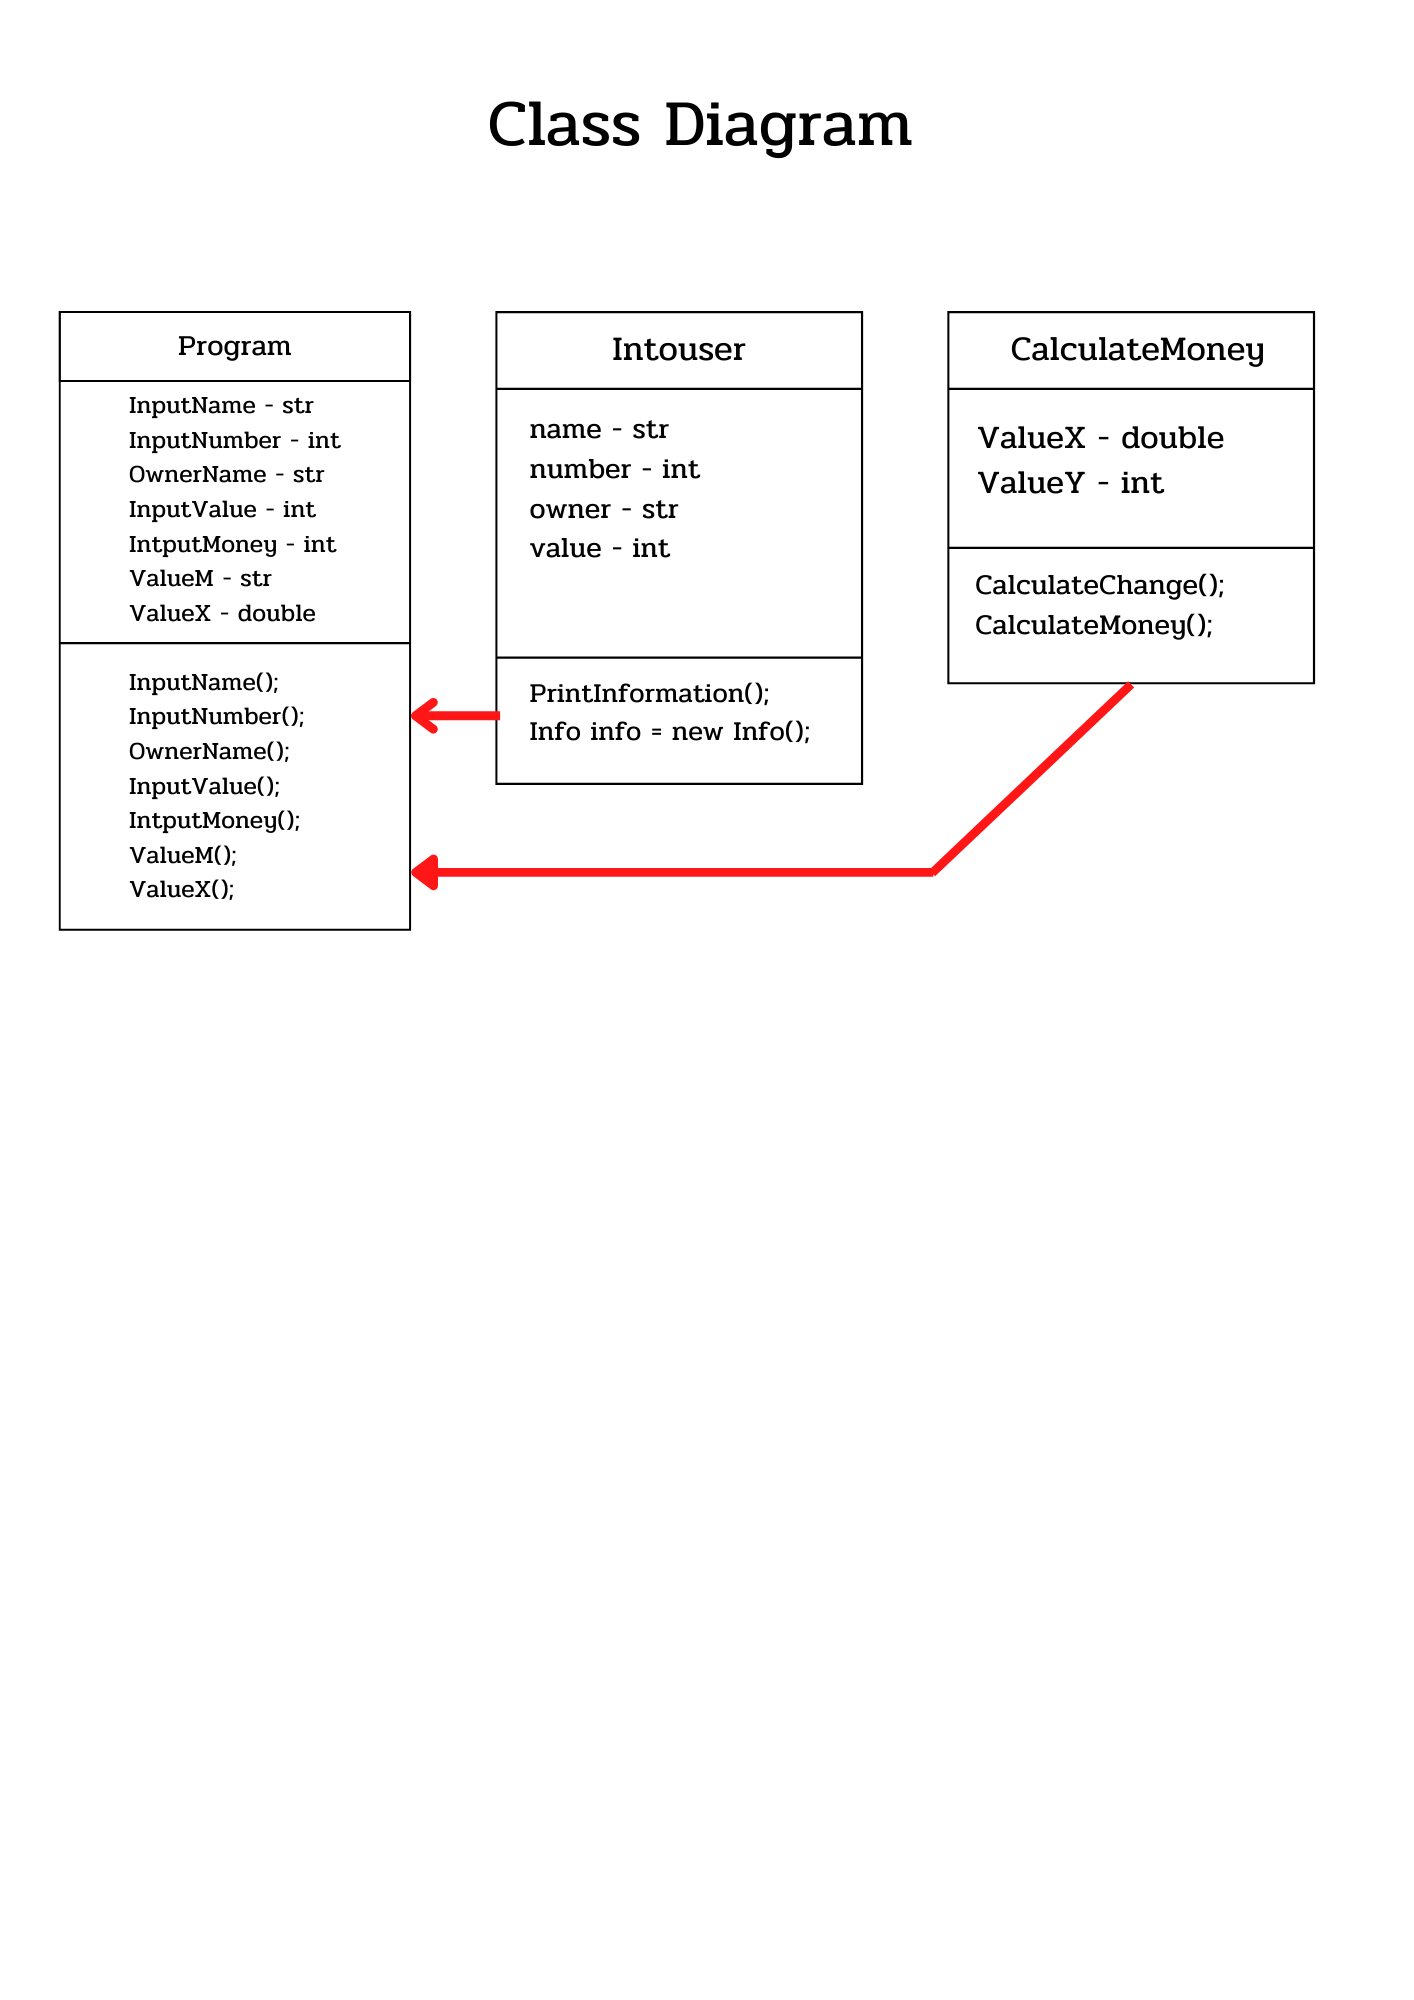 Class Diagram
Program
InputName - str
InputNumber - int
OwnerName - str
InputValue - int
IntputMoney - int
ValueM - str
ValueX - double
InputName();
InputNumber();
OwnerName();
InputValue();
IntputMoney();
ValueM();
ValueX();
Intouser
name - str
number - int
owner - str
value - int
PrintInformation();
Info info = new Info();
CalculateMoney
ValueX - double
ValueY - int
CalculateChange();
CalculateMoney();